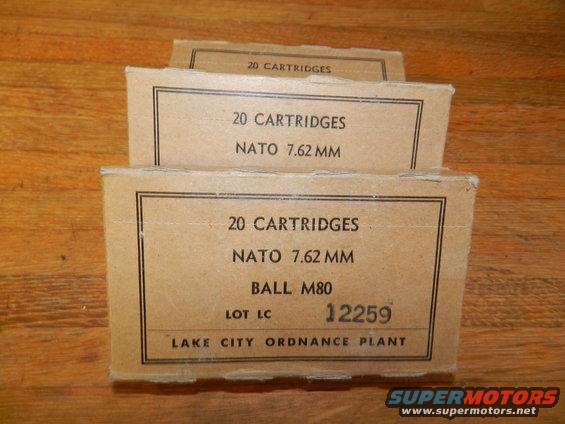 20 CARTRIDGES
20 CARTRIDGES
NATO 7.62 MM
20 CARTRIDGES
NATO 7.62 MM
BALL M80
LOT LC 12259
LAKE CITY ORDNANCE PLANT
SUPERMOTORS
www.supermotors.net